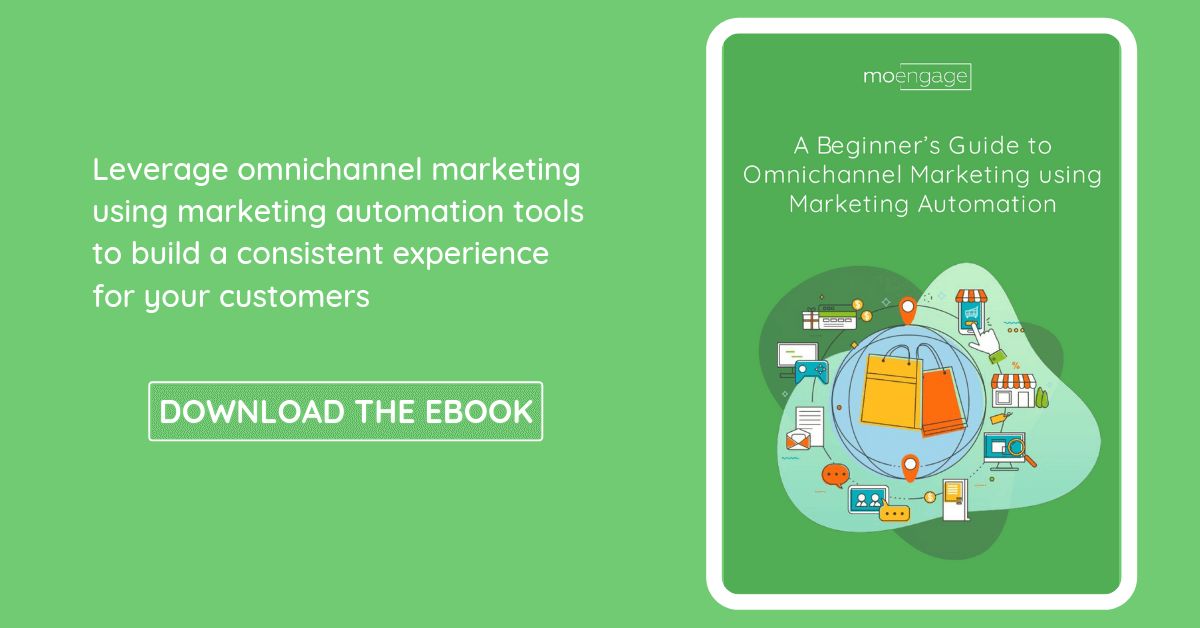 Leverage omnichannel marketing
using marketing automation tools
to build a consistent experience
for your customers
DOWNLOAD THE EBOOK
moengage
A Beginner’s Guide to
Omnichannel Marketing using
Marketing Automation